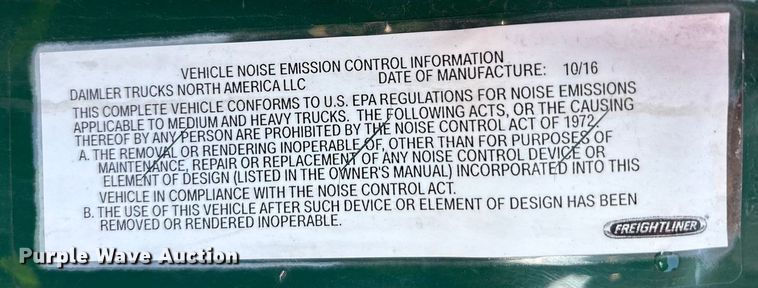 VEHICLE NOISE EMISSION CONTROL INFORMATION
DAIMLER TRUCKS NORTH AMERICA LLC DATE OF MANUFACTURE: 10/16
THIS COMPLETE VEHICLE CONFORMS TO U.S. EPA REGULATIONS FOR NOISE EMISSIONS
APPLICABLE TO MEDIUM AND HEAVY TRUCKS. THE FOLLOWING ACTS, OR THE CAUSING
THEREOF BY ANY PERSON ARE PROHIBITED BY THE NOISE CONTROL ACT OF 1972.
A. THE REMOVAL OR RENDERING INOPERABLE OF, OTHER THAN FOR PURPOSES OF
MAINTENANCE, REPAIR OR REPLACEMENT OF ANY NOISE CONTROL DEVICE OR
ELEMENT OF DESIGN (LISTED IN THE OWNER'S MANUAL) INCORPORATED INTO THIS
VEHICLE IN COMPLIANCE WITH THE NOISE CONTROL ACT.
B. THE USE OF THIS VEHICLE AFTER SUCH DEVICE OR ELEMENT OF DESIGN HAS BEEN
REMOVED OR RENDERED INOPERABLE.
FREIGHTLINER
Purple Wave Auction